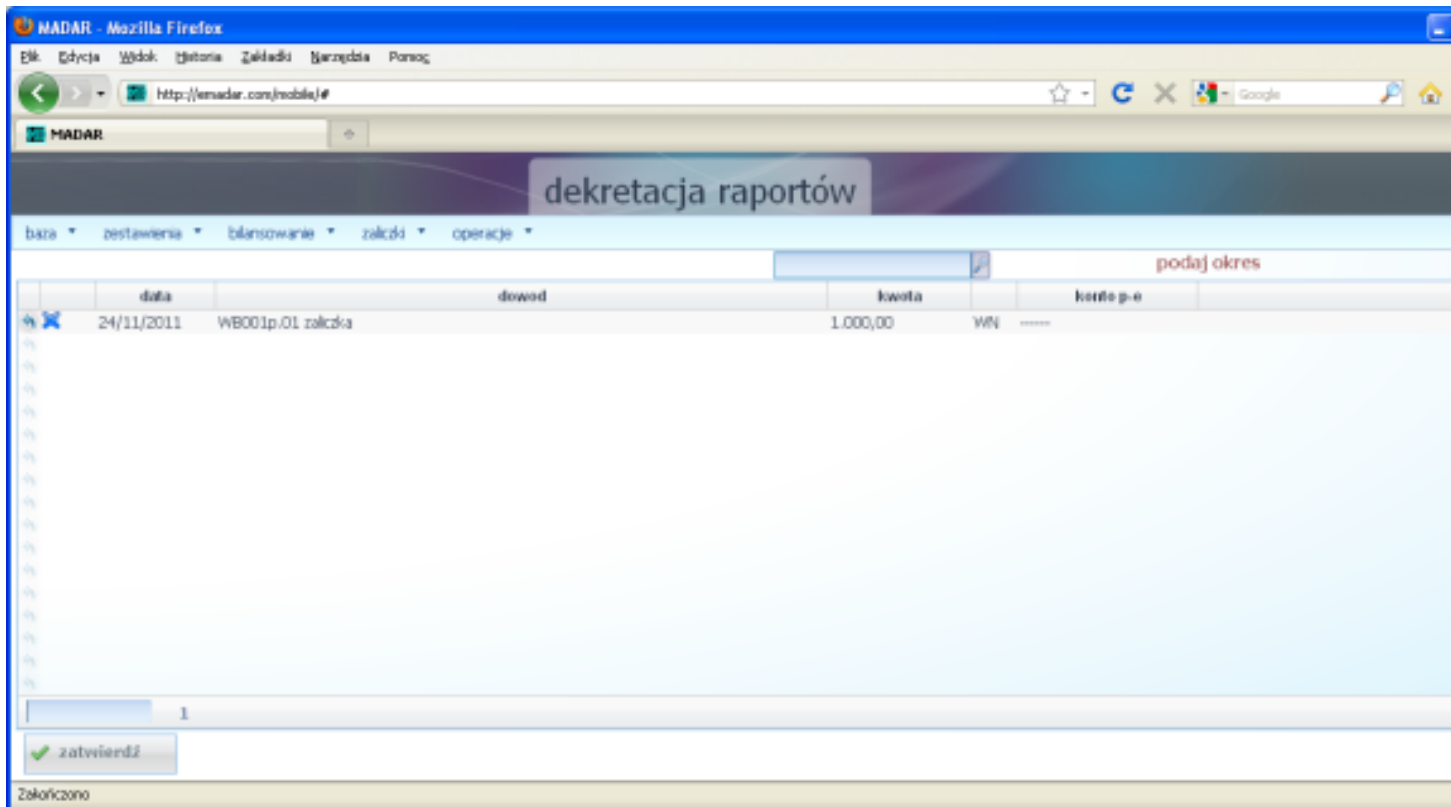 MADAR - Mozilla Firefox
Plik Edycja Widok Historia Zakładki Narzędzia Pomoc
http://emadar.com/mobile/# Google
MADAR
dekretacja raportów
baza zestawienia bilansowanie zaliczki operacje
podaj okres
data dowod kwota konto p-e
24/11/2011 WB001p.01 zaliczka 1.000,00 WN ------
1
zatwierdź
Zakończono